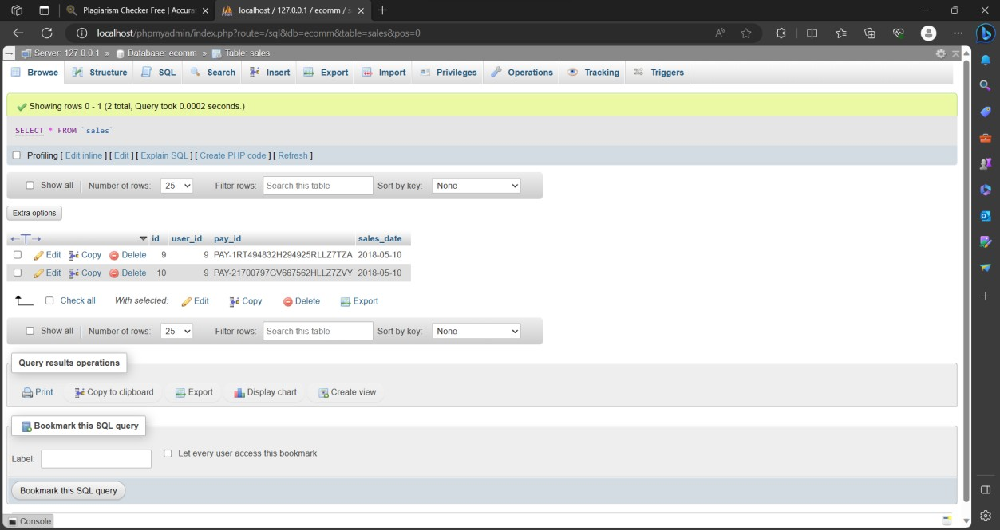 Plagiarism Checker Free | Accurat
localhost / 127.0.0.1 / ecomm / s
localhost/phpmyadmin/index.php?route=/sql&db=ecomm&table=sales&pos=0
Server: 127.0.0.1 » Database: ecomm » Table: sales
Browse Structure SQL Search Insert Export Import Privileges Operations Tracking Triggers
Showing rows 0 - 1 (2 total, Query took 0.0002 seconds.)
SELECT * FROM `sales`
Profiling [ Edit inline ] [ Edit ] [ Explain SQL ] [ Create PHP code ] [ Refresh ]
Show all | Number of rows: 25 Filter rows: Search this table Sort by key: None
Extra options
id user_id pay_id sales_date
Edit Copy Delete 9 9 PAY-1RT494832H294925RLLZ7TZA 2018-05-10
Edit Copy Delete 10 9 PAY-21700797GV667562HLLZ7ZVY 2018-05-10
Check all With selected: Edit Copy Delete Export
Show all | Number of rows: 25 Filter rows: Search this table Sort by key: None
Query results operations
Print Copy to clipboard Export Display chart Create view
Bookmark this SQL query
Label: Let every user access this bookmark
Bookmark this SQL query
Console